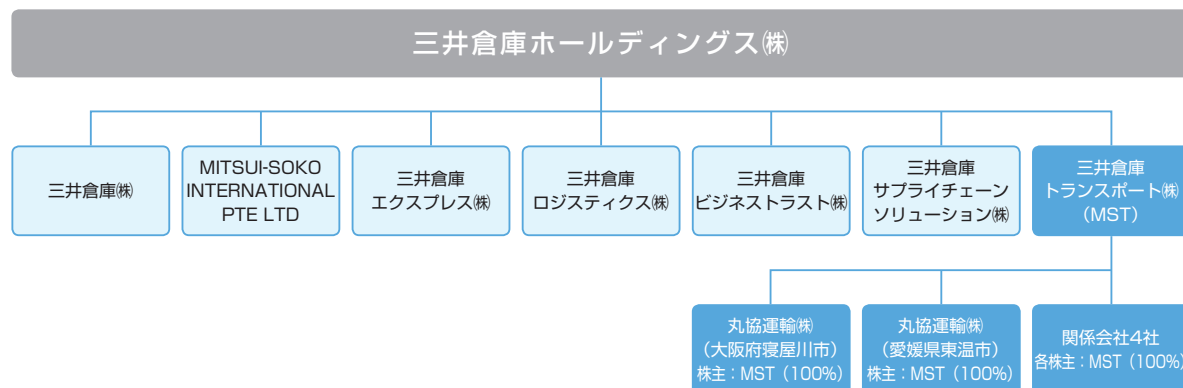 三井倉庫ホールディングス㈱
三井倉庫㈱
MITSUI-SOKO
INTERNATIONAL
PTE LTD
三井倉庫
エクスプレス㈱
三井倉庫
ロジスティクス㈱
三井倉庫
ビジネストラスト㈱
三井倉庫
サプライチェーン
ソリューション㈱
三井倉庫
トランスポート㈱
（MST）
丸協運輸㈱
（大阪府寝屋川市）
株主：MST（100%）
丸協運輸㈱
（愛媛県東温市）
株主：MST（100%）
関係会社4社
各株主：MST（100%）